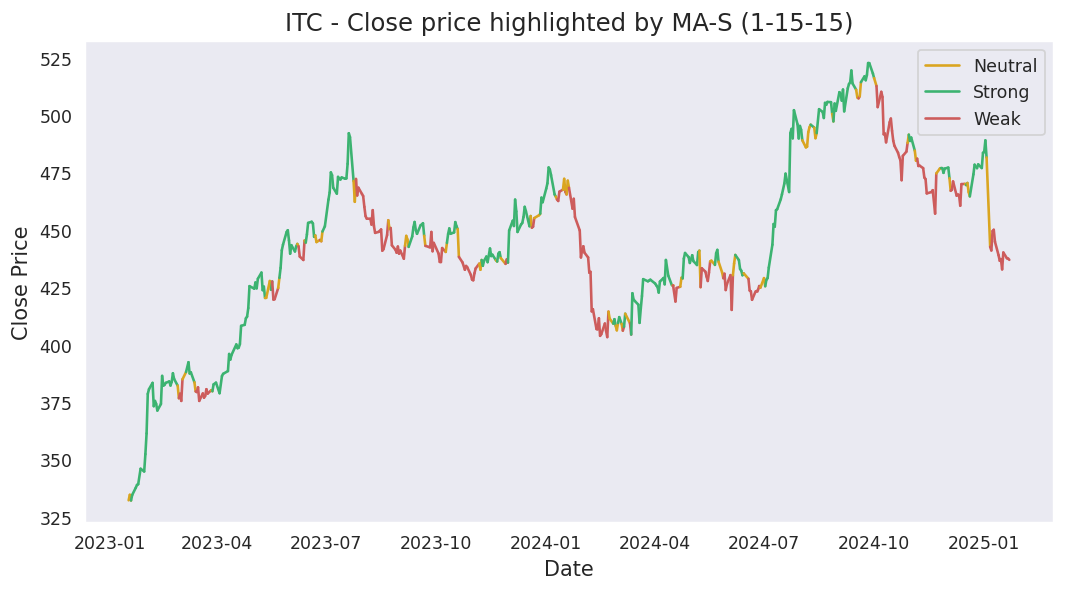 ITC - Close price highlighted by MA-S (1-15-15)
Neutral
Strong
Weak
Close Price
525
500
475
450
425
400
375
350
325
2023-01 2023-04 2023-07 2023-10 2024-01 2024-04 2024-07 2024-10 2025-01
Date